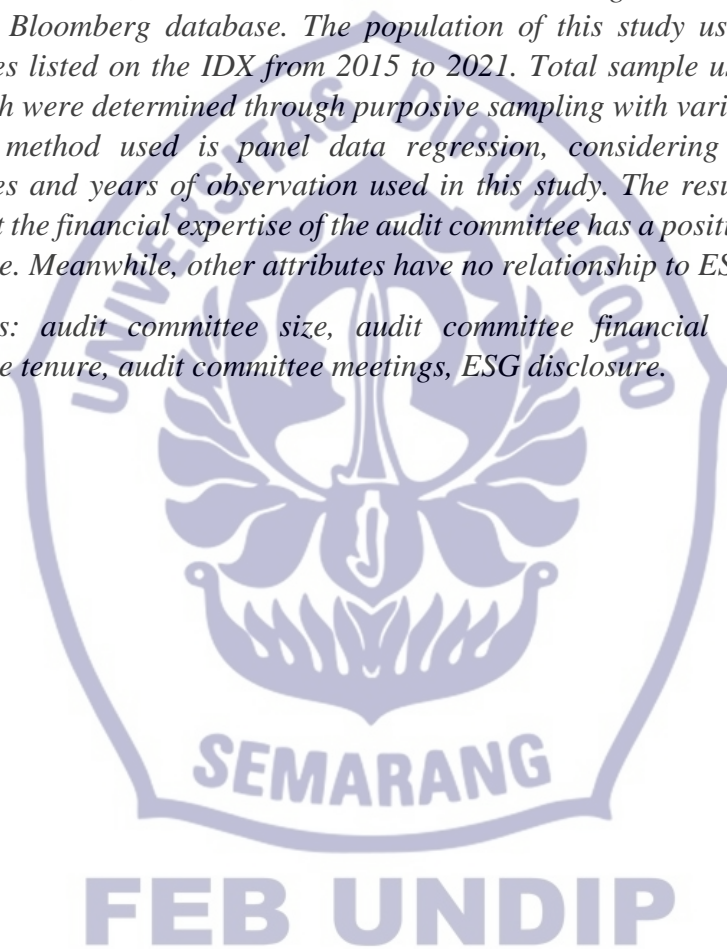 Bloomberg database. The population of this study us
es listed on the IDX from 2015 to 2021. Total sample u
h were determined through purposive sampling with vari
method used is panel data regression, considering
es and years of observation used in this study. The resu
t the financial expertise of the audit committee has a positi
e. Meanwhile, other attributes have no relationship to ES
s: audit committee size, audit committee financial
e tenure, audit committee meetings, ESG disclosure.
UNIVERSITAS DIPONEGORO
SEMARANG
FEB UNDIP